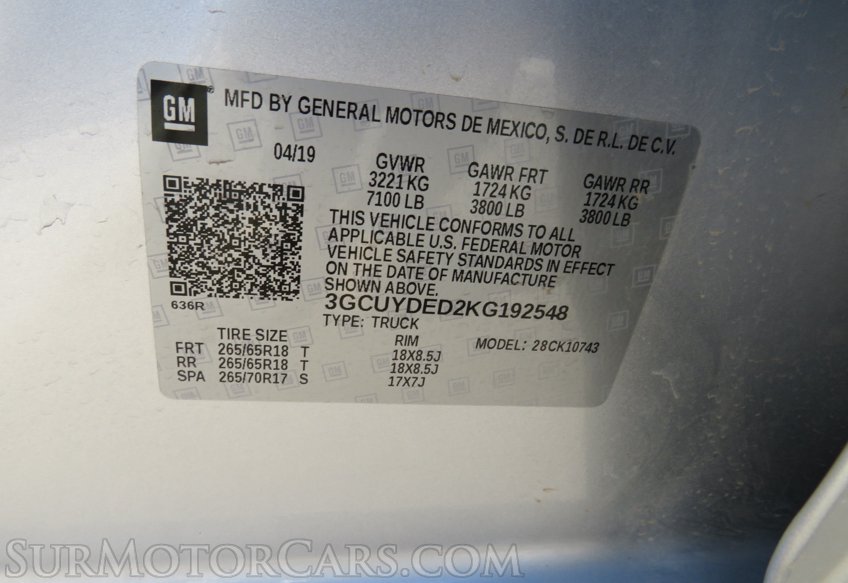 GM ® MFD BY GENERAL MOTORS DE MEXICO, S. DE R.L. DE C.V.
04/19 GVWR GAWR FRT GAWR RR
3221 KG 1724 KG 1724 KG
7100 LB 3800 LB 3800 LB
THIS VEHICLE CONFORMS TO ALL
APPLICABLE U.S. FEDERAL MOTOR
VEHICLE SAFETY STANDARDS IN EFFECT
ON THE DATE OF MANUFACTURE
SHOWN ABOVE.
636R 3GCUYDED2KG192548
TYPE: TRUCK
TIRE SIZE RIM MODEL: 28CK10743
FRT 265/65R18 T 18X8.5J
RR 265/65R18 T 18X8.5J
SPA 265/70R17 S 17X7J
SURMOTORCARS.COM